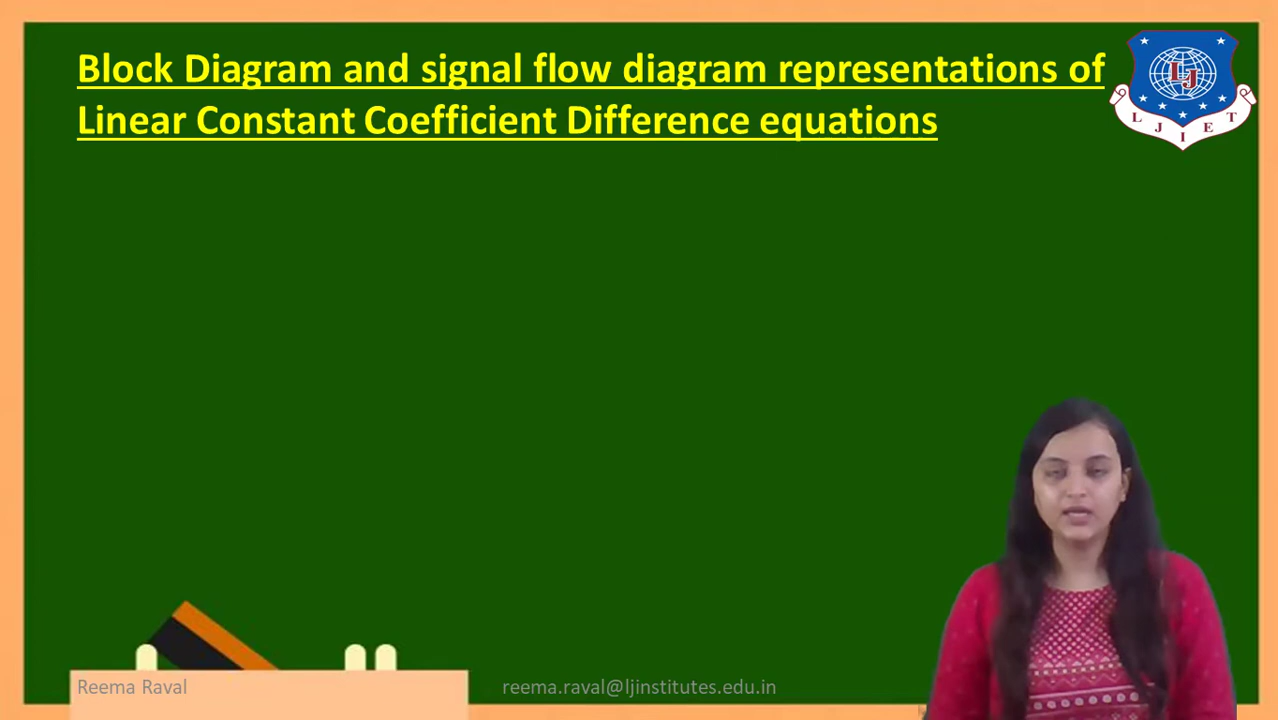 Block Diagram and signal flow diagram representations of
Linear Constant Coefficient Difference equations
LJ
L J I E T
Reema Raval
reema.raval@ljinstitutes.edu.in